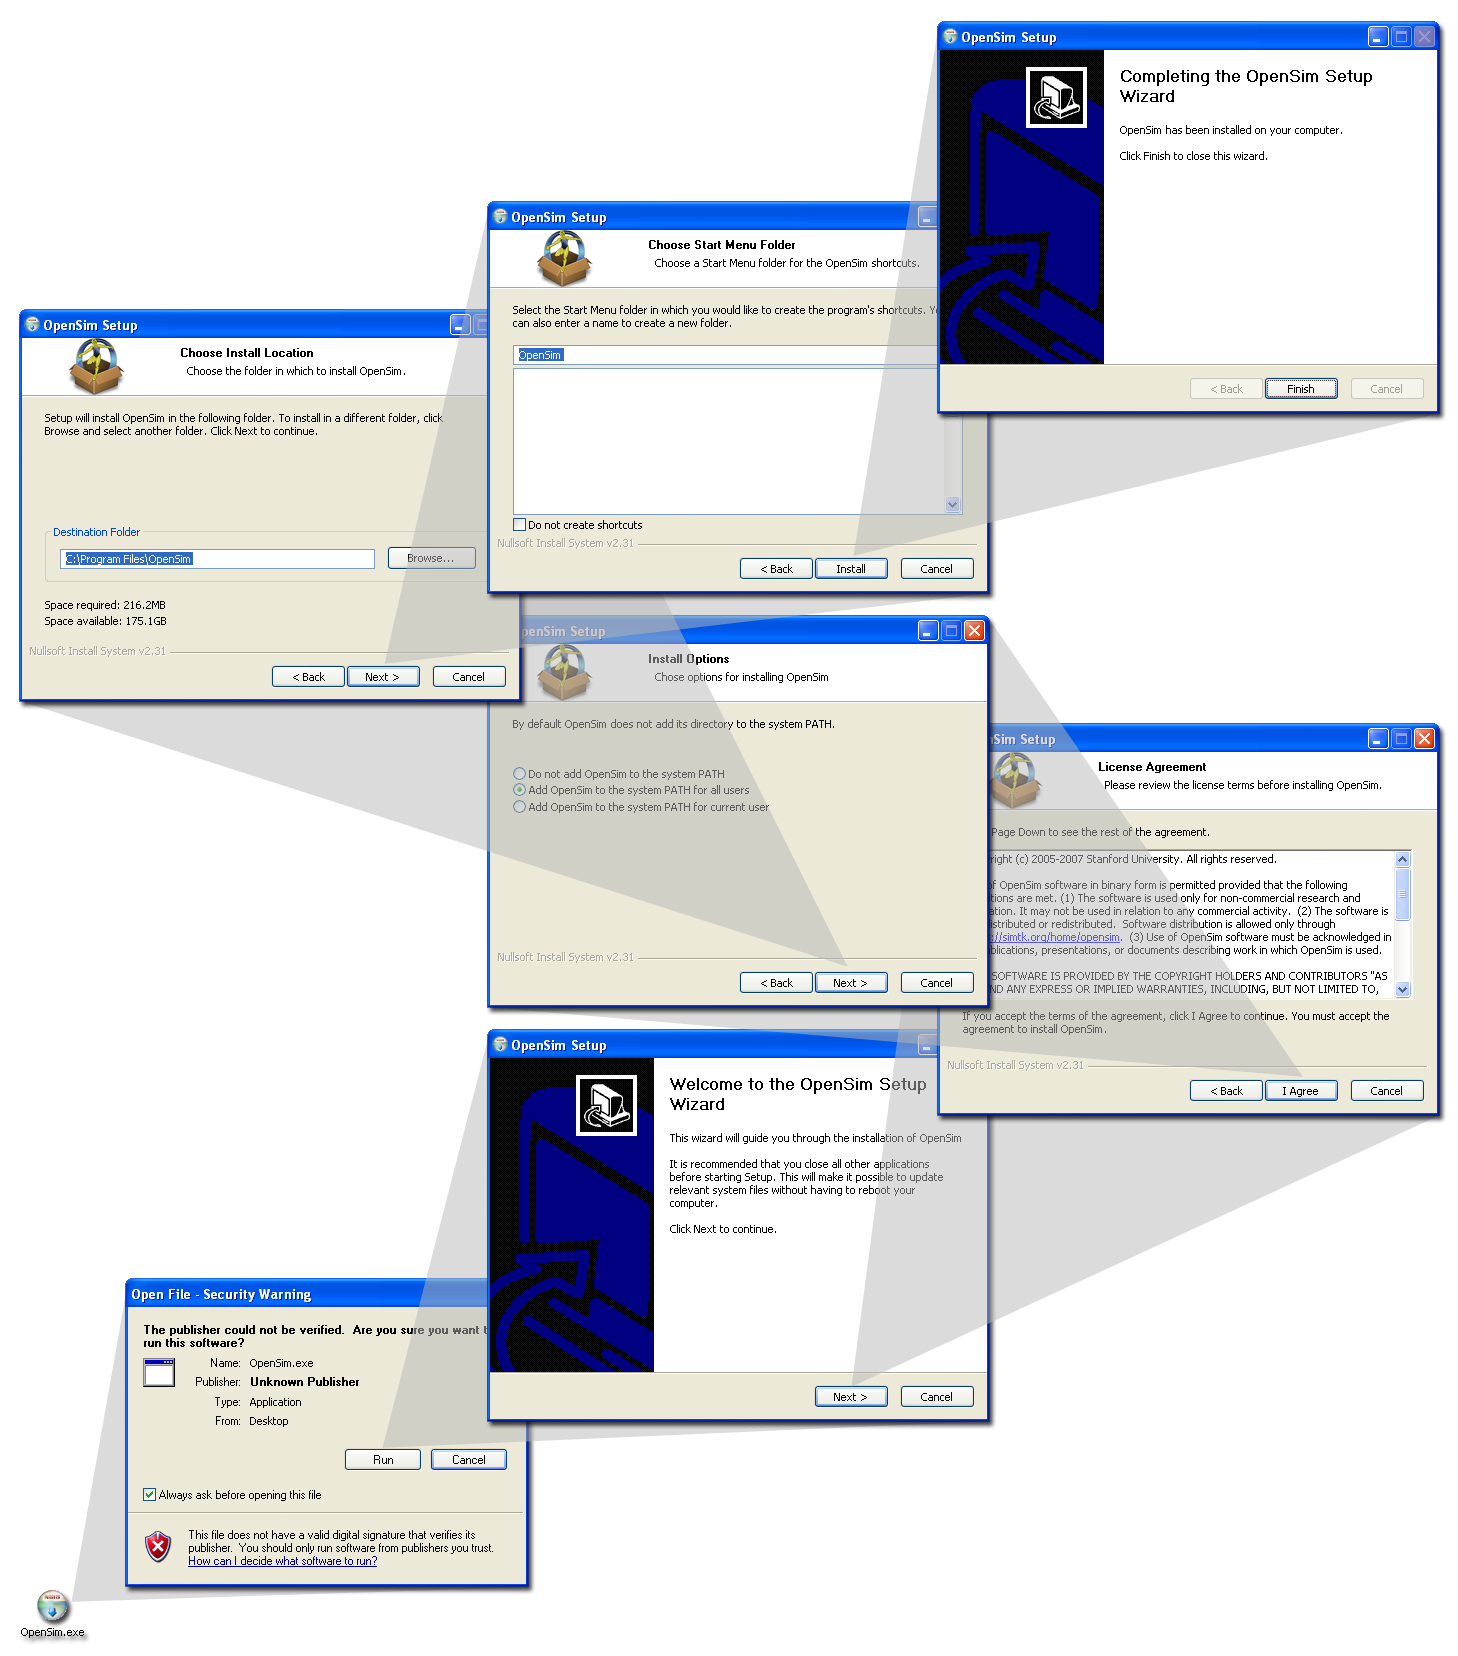 OpenSim Setup
Completing the OpenSim Setup
Wizard
OpenSim has been installed on your computer.
Click Finish to close this wizard.
< Back
Finish
Cancel
OpenSim Setup
Choose Start Menu Folder
Choose a Start Menu folder for the OpenSim shortcuts.
Select the Start Menu folder in which you would like to create the program's shortcuts.
can also enter a name to create a new folder.
OpenSim
Do not create shortcuts
Nullsoft Install System v2.31
< Back
Install
Cancel
OpenSim Setup
Choose Install Location
Choose the folder in which to install OpenSim.
Setup will install OpenSim in the following folder. To install in a different folder, click
Browse and select another folder. Click Next to continue.
Destination Folder
C:\Program Files\OpenSim
Browse...
Space required: 216.2MB
Space available: 175.1GB
Nullsoft Install System v2.31
< Back
Next >
Cancel
penSim Setup
Install Options
Chose options for installing OpenSim
By default OpenSim does not add its directory to the system PATH.
Do not add OpenSim to the system PATH
Add OpenSim to the system PATH for all users
Add OpenSim to the system PATH for current user
Nullsoft Install System v2.31
< Back
Next >
Cancel
nSim Setup
License Agreement
Please review the license terms before installing OpenSim.
Page Down to see the rest of the agreement.
right (c) 2005-2007 Stanford University. All rights reserved.
of OpenSim software in binary form is permitted provided that the following
tions are met. (1) The software is used only for non-commercial research and
ation. It may not be used in relation to any commercial activity. (2) The software is
istributed or redistributed. Software distribution is allowed only through
://simtk.org/home/opensim. (3) Use of OpenSim software must be acknowledged in
blications, presentations, or documents describing work in which OpenSim is used.
SOFTWARE IS PROVIDED BY THE COPYRIGHT HOLDERS AND CONTRIBUTORS "AS
ND ANY EXPRESS OR IMPLIED WARRANTIES, INCLUDING, BUT NOT LIMITED TO,
If you accept the terms of the agreement, click I Agree to continue. You must accept the
agreement to install OpenSim.
Nullsoft Install System v2.31
< Back
I Agree
Cancel
OpenSim Setup
Welcome to the OpenSim Setup
Wizard
This wizard will guide you through the installation of OpenSim
It is recommended that you close all other applications
before starting Setup. This will make it possible to update
relevant system files without having to reboot your
computer.
Click Next to continue.
Next >
Cancel
Open File - Security Warning
The publisher could not be verified. Are you sure you want t
run this software?
Name: OpenSim.exe
Publisher: Unknown Publisher
Type: Application
From: Desktop
Run
Cancel
Always ask before opening this file
This file does not have a valid digital signature that verifies its
publisher. You should only run software from publishers you trust.
How can I decide what software to run?
OpenSim.exe